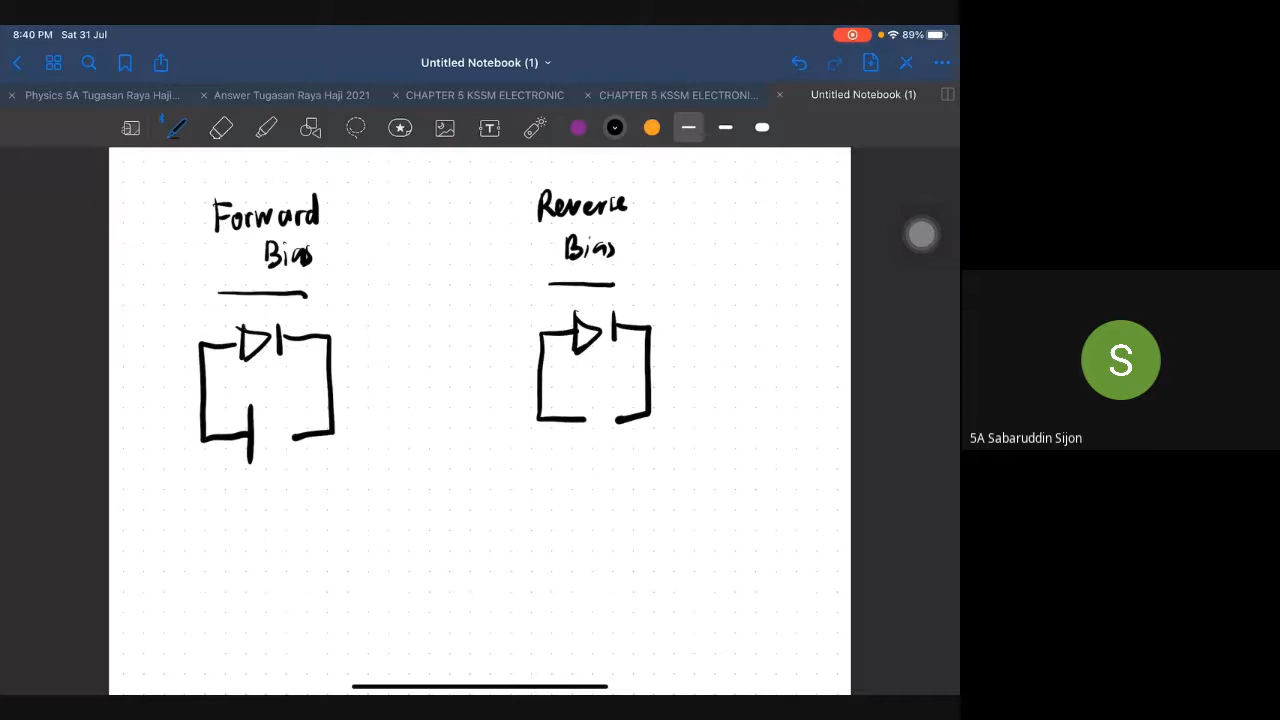 8:40 PM Sat 31 Jul
89%
Untitled Notebook (1)
Physics 5A Tugasan Raya Haji...
Answer Tugasan Raya Haji 2021
CHAPTER 5 KSSM ELECTRONIC
CHAPTER 5 KSSM ELECTRONI...
Untitled Notebook (1)
T
Forward
Bias
Reverse
Bias
S
5A Sabaruddin Sijon